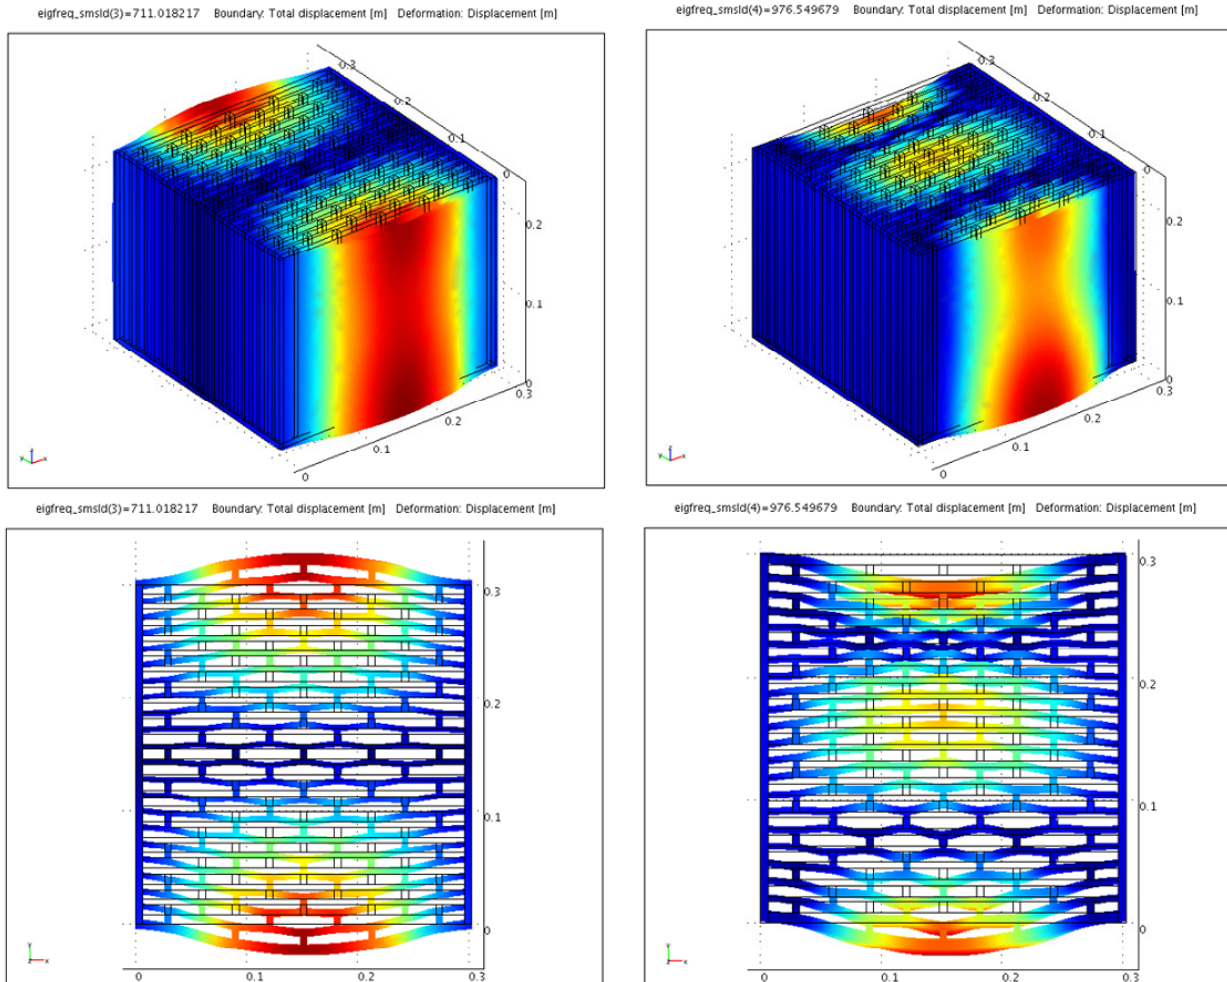 eigfreq_smsld(3)=711.018217 Boundary: Total displacement [m] Deformation: Displacement [m]
eigfreq_smsld(4)=976.549679 Boundary: Total displacement [m] Deformation: Displacement [m]
0.3
0.2
0.1
0
0.2
0.1
0
0.3
0.2
0.1
0
y z x
0.3
0.2
0.1
0
0.2
0.1
0
0.3
0.2
0.1
0
y z x
eigfreq_smsld(3)=711.018217 Boundary: Total displacement [m] Deformation: Displacement [m]
eigfreq_smsld(4)=976.549679 Boundary: Total displacement [m] Deformation: Displacement [m]
0.3
0.2
0.1
0
y
z x
0 0.1 0.2 0.3
0.3
0.2
0.1
0
y
z x
0 0.1 0.2 0.3